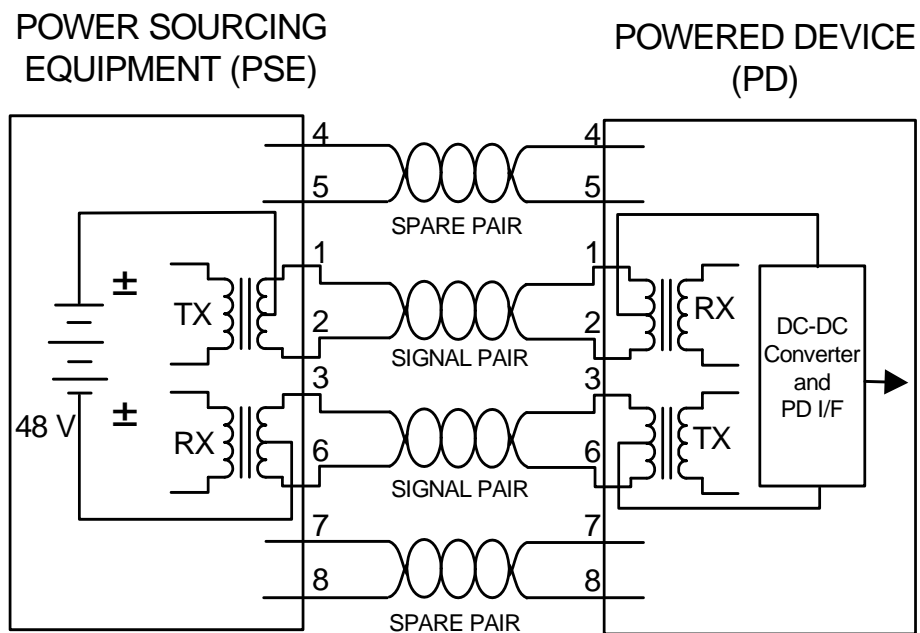 POWER SOURCING
EQUIPMENT (PSE)
POWERED DEVICE
(PD)
4
4
5
5
SPARE PAIR
1
1
±
TX
RX
2
2
SIGNAL PAIR
DC-DC
Converter
and
PD I/F
3
3
±
48 V
RX
TX
6
6
SIGNAL PAIR
7
7
8
8
SPARE PAIR